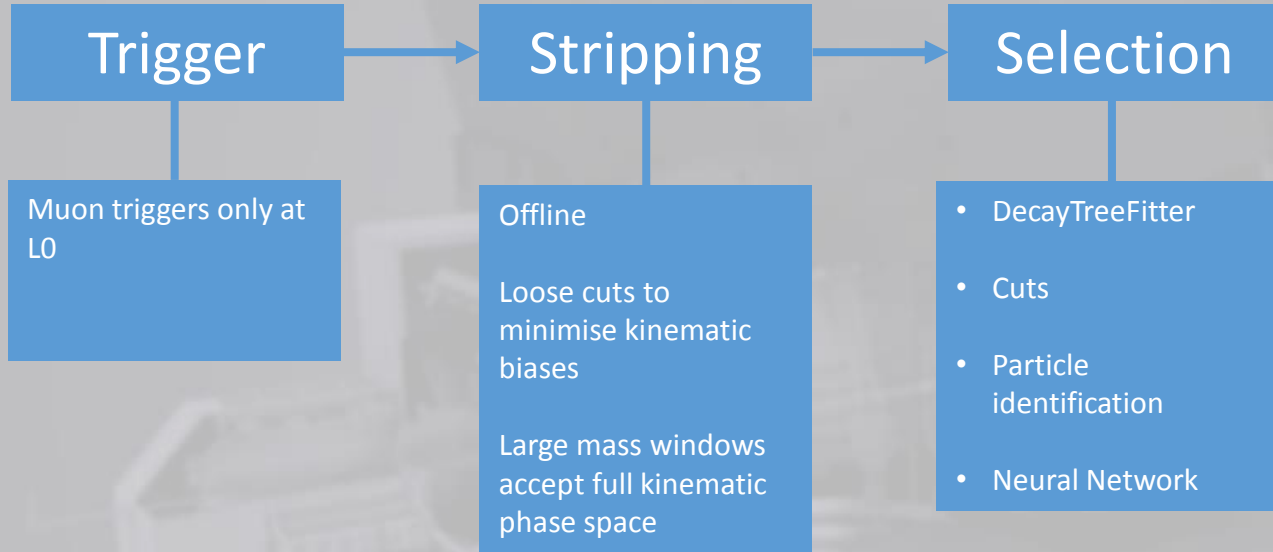 Trigger
Stripping
Selection
Muon triggers only at
L0
Offline
Loose cuts to
minimise kinematic
biases
Large mass windows
accept full kinematic
phase space
• DecayTreeFitter
• Cuts
• Particle
identification
• Neural Network